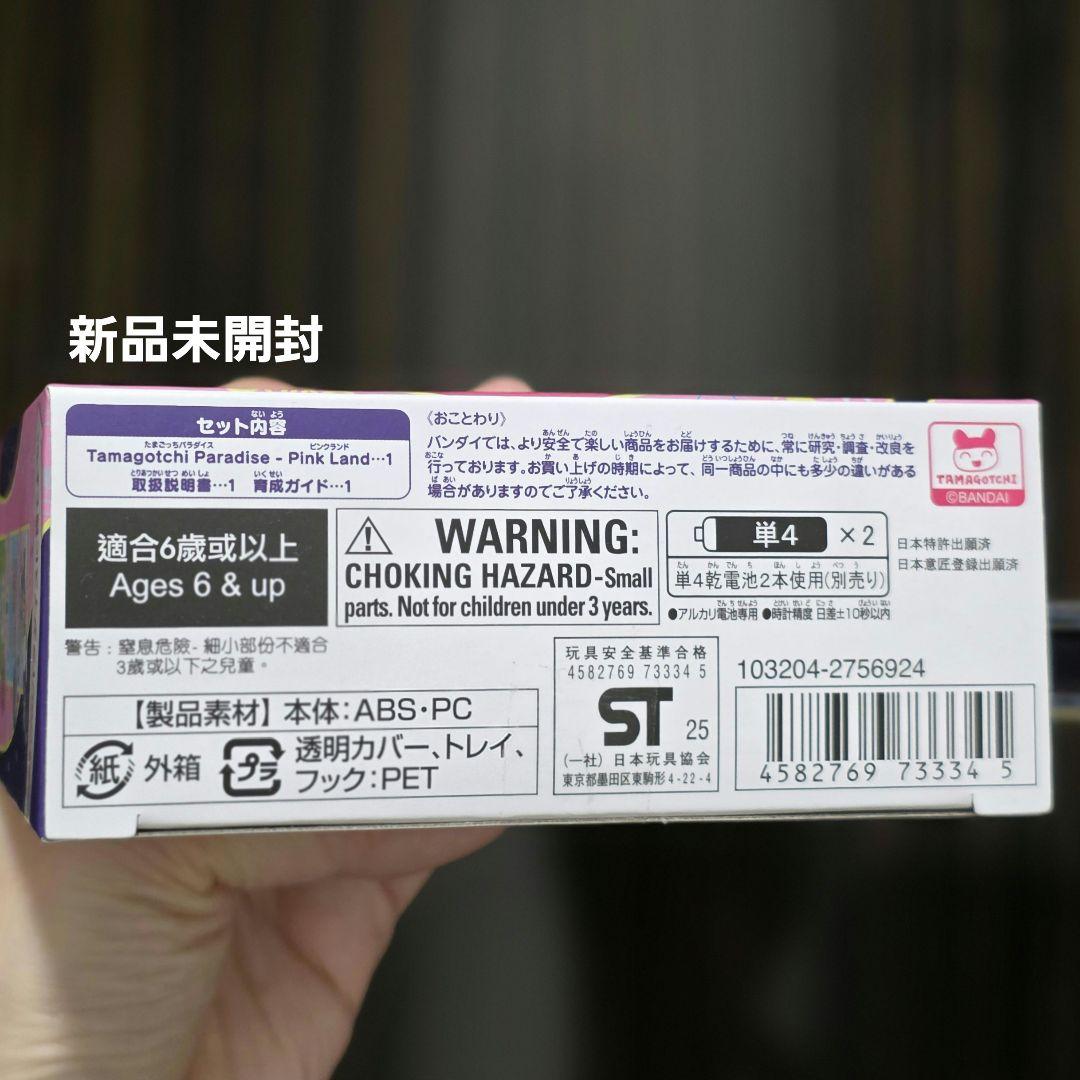 新品未開封
セット内容
Tamagotchi Paradise - Pink Land…1
取扱説明書…1 育成ガイド…1
《おことわり》
バンダイでは、より安全で楽しい商品をお届けするために、常に研究・調査・改良を
行っております。お買い上げの時期によって、同一商品の中にも多少の違いがある
場合がありますのでご了承ください。
TAMAGOTCHI
©BANDAI
適合6歲或以上
Ages 6 & up
WARNING:
CHOKING HAZARD-Small
parts. Not for children under 3 years.
単4 ×2
単4乾電池2本使用(別売り)
●アルカリ電池専用 ●時計精度 日差±10秒以内
日本特許出願済
日本意匠登録出願済
警告：窒息危險- 細小部份不適合
3歲或以下之兒童。
【製品素材】本体：ABS・PC
紙 外箱
プラ 透明カバー、トレイ、
フック：PET
玩具安全基準合格
4582769 73334 5
ST 25
(一社) 日本玩具協会
東京都墨田区東駒形4-22-4
103204-2756924
4582769 73334 5